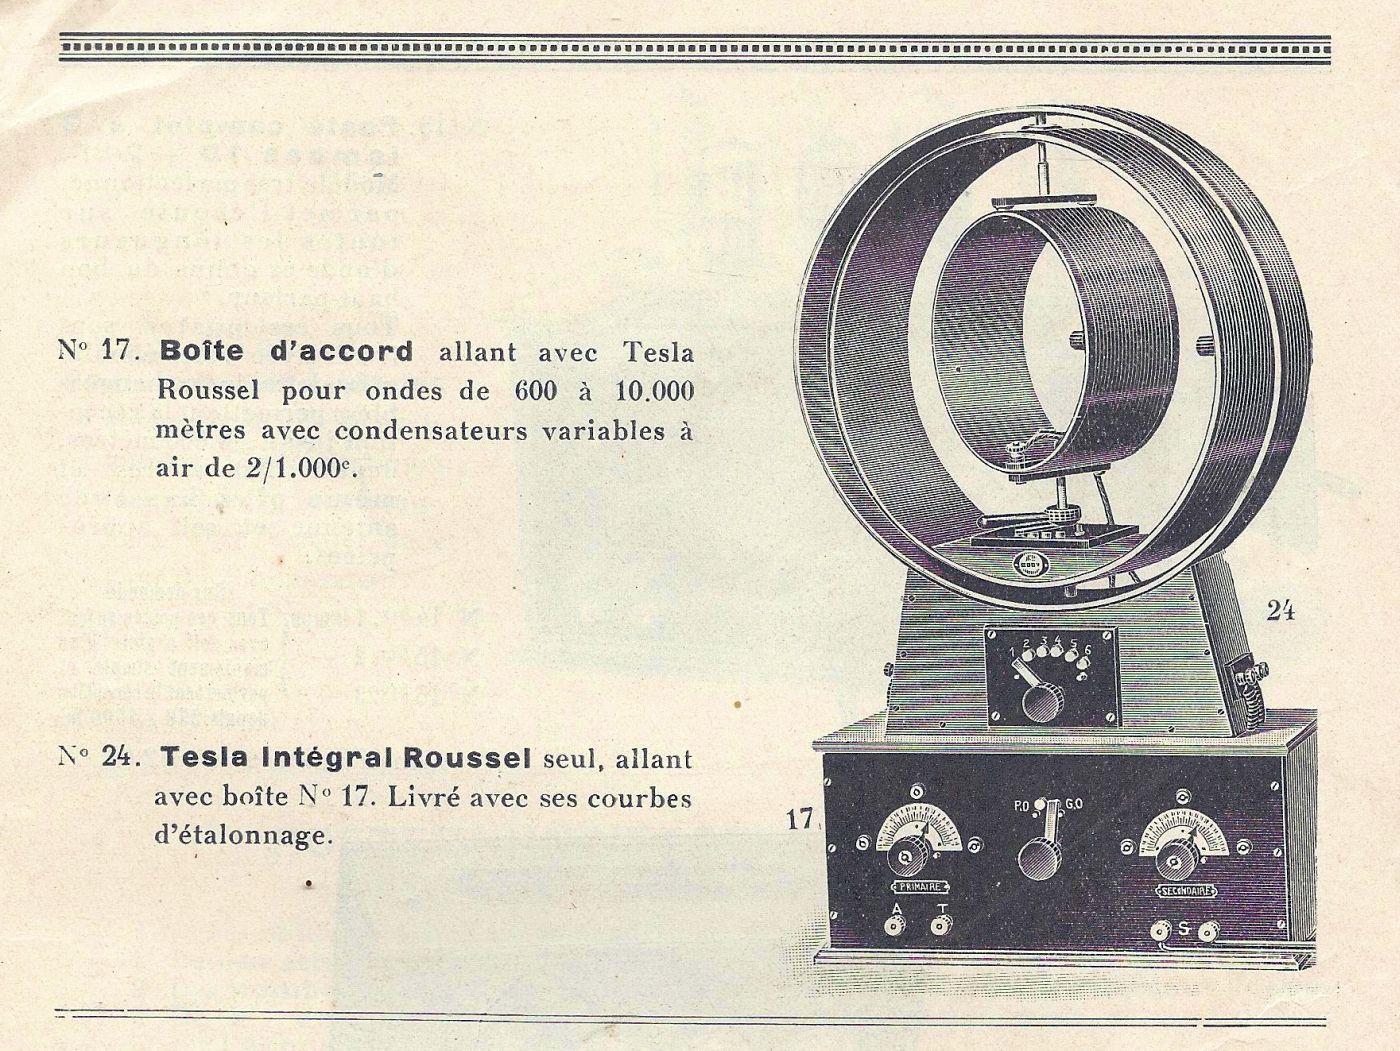 N° 17. Boîte d'accord allant avec Tesla
Roussel pour ondes de 600 à 10.000
mètres avec condensateurs variables à
air de 2/1.000e.
N° 24. Tesla Intégral Roussel seul, allant
avec boîte N° 17. Livré avec ses courbes
d'étalonnage.
24
1 2 3 4 5 6
17
P.O G.O
PRIMAIRE
SECONDAIRE
A T
S